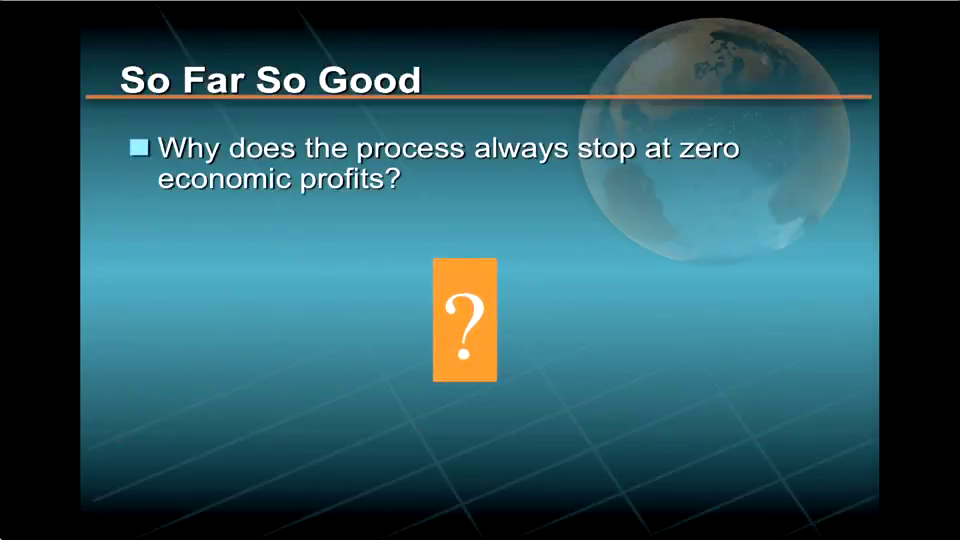 So Far So Good
Why does the process always stop at zero
economic profits?
?